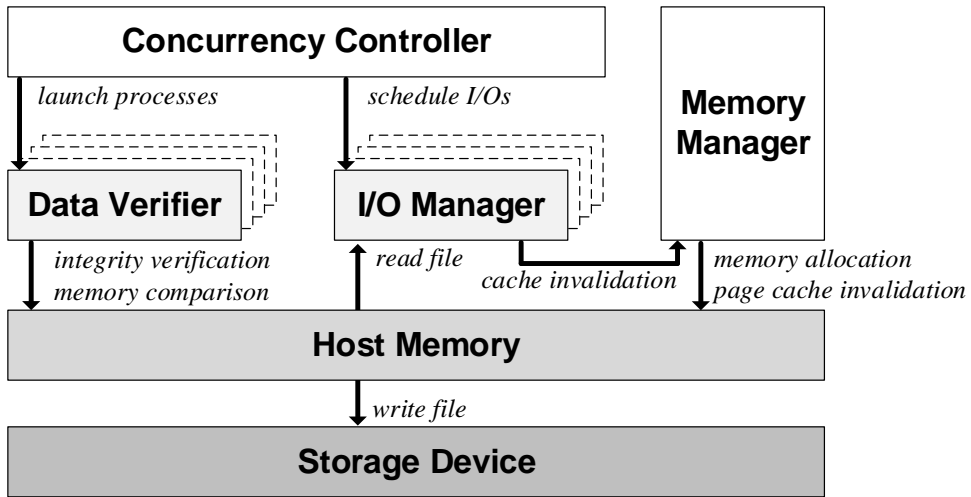 Concurrency Controller
launch processes
schedule I/Os
Memory
Manager
Data Verifier
I/O Manager
integrity verification
memory comparison
read file
cache invalidation
memory allocation
page cache invalidation
Host Memory
write file
Storage Device